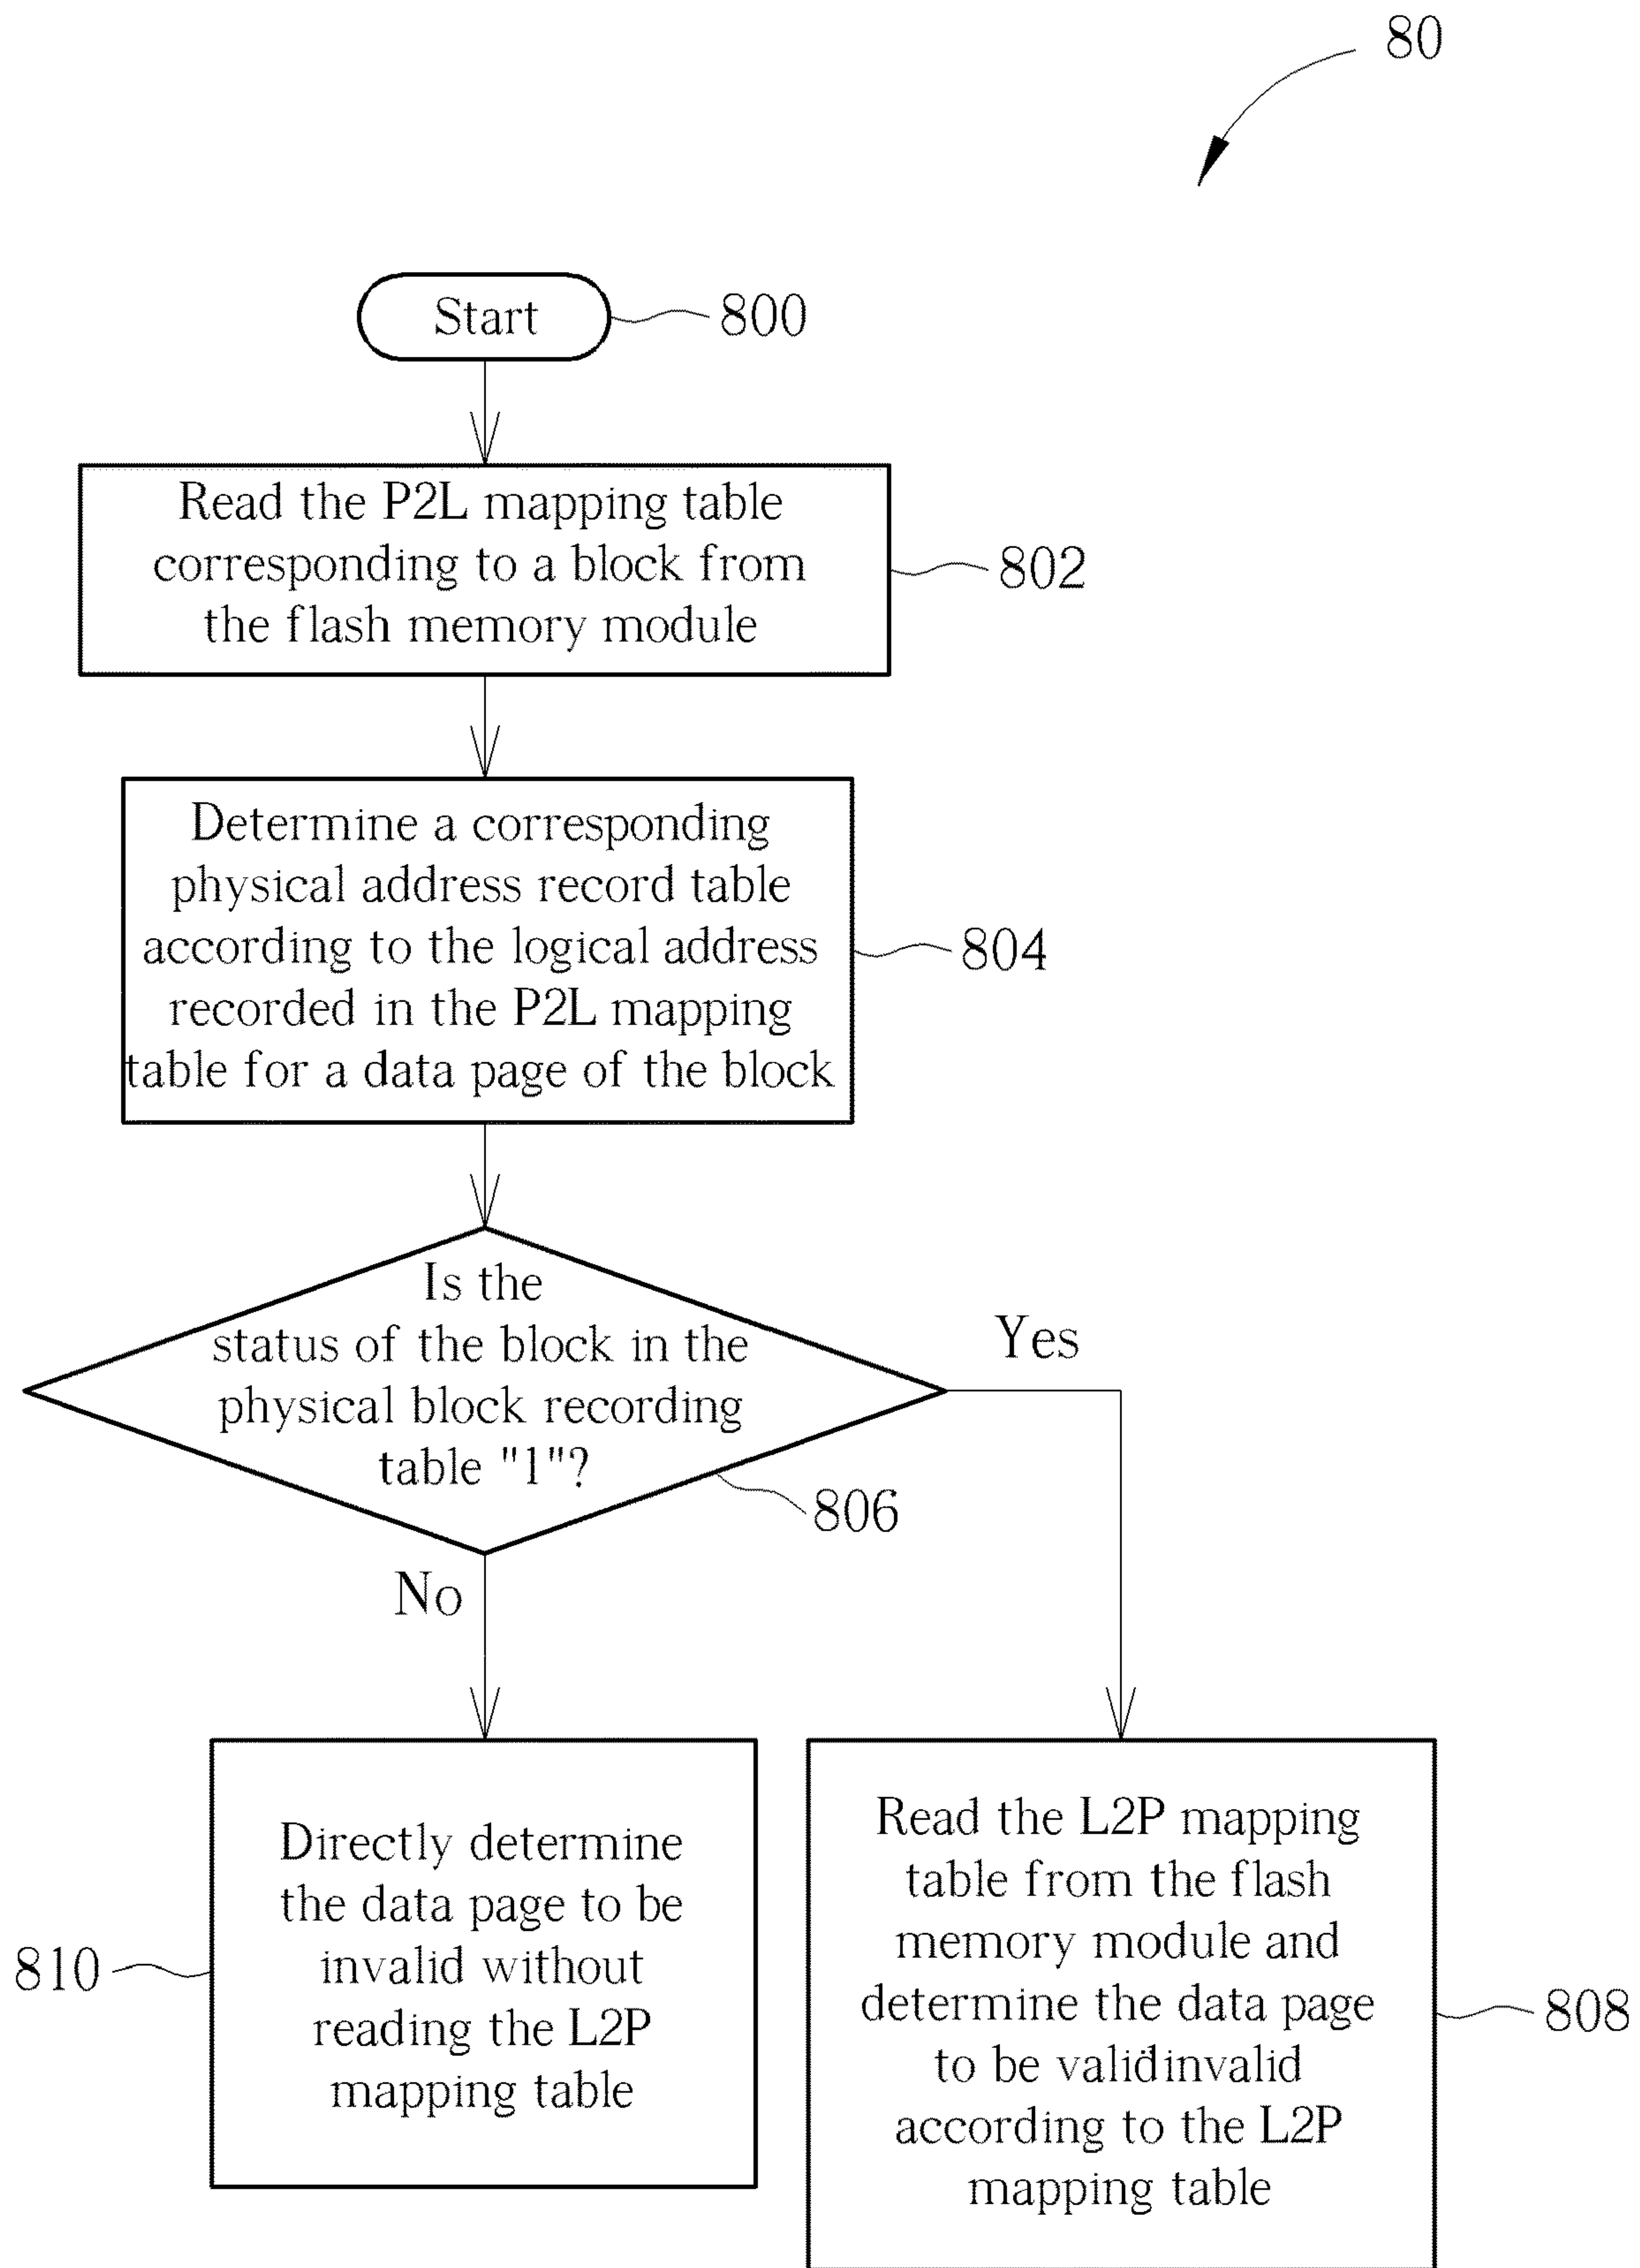 80
Start
800
Read the P2L mapping table
corresponding to a block from
the flash memory module
802
Determine a corresponding
physical address record table
according to the logical address
recorded in the P2L mapping
table for a data page of the block
804
Is the
status of the block in the
physical block recording
table "1"?
806
Yes
No
Directly determine
the data page to be
invalid without
reading the L2P
mapping table
810
Read the L2P mapping
table from the flash
memory module and
determine the data page
to be validinvalid
according to the L2P
mapping table
808